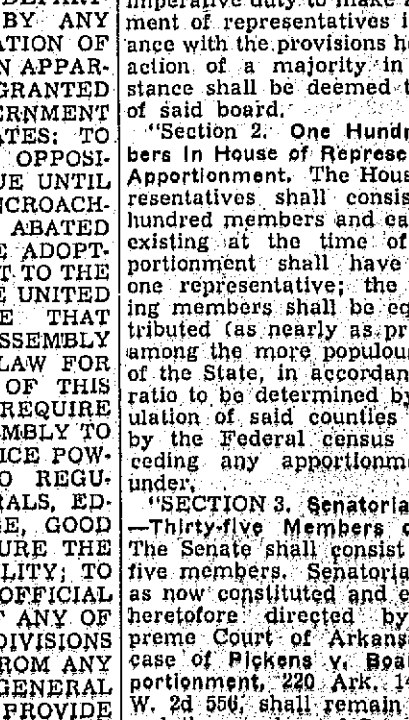 BY ANY
ATION OF
N APPAR-
GRANTED
ERNMENT
ATES: TO
OPPOSI-
UE UNTIL
NCROACH-
ABATED
E ADOPT-
T TO THE
E UNITED
E THAT
SSEMBLY
LAW FOR
OF THIS
REQUIRE
MBLY TO
ICE POW-
O REGU-
RALS, ED-
GE, GOOD
URE THE
LITY; TO
OFFICIAL
ANY OF
DIVISIONS
ROM ANY
GENERAL
PROVIDE
imperative duty to make a
ment of representatives i
ance with the provisions h
action of a majority in
stance shall be deemed t
of said board.
"Section 2. One Hundr
bers In House of Represe
Apportionment. The Hous
resentatives shall consis
hundred members and ea
existing at the time of
portionment shall have
one representative; the
ing members shall be eq
tributed (as nearly as pr
among the more populou
of the State, in accordan
ratio to be determined by
ulation of said counties
by the Federal census
ceding any apportionme
under.
"SECTION 3. Senatoria
—Thirty-five Members o
The Senate shall consist
five members. Senatoria
as now constituted and e
heretofore directed by
preme Court of Arkans
case of Pickens v. Boa
portionment, 220 Ark. 14
W. 2d 556, shall remain